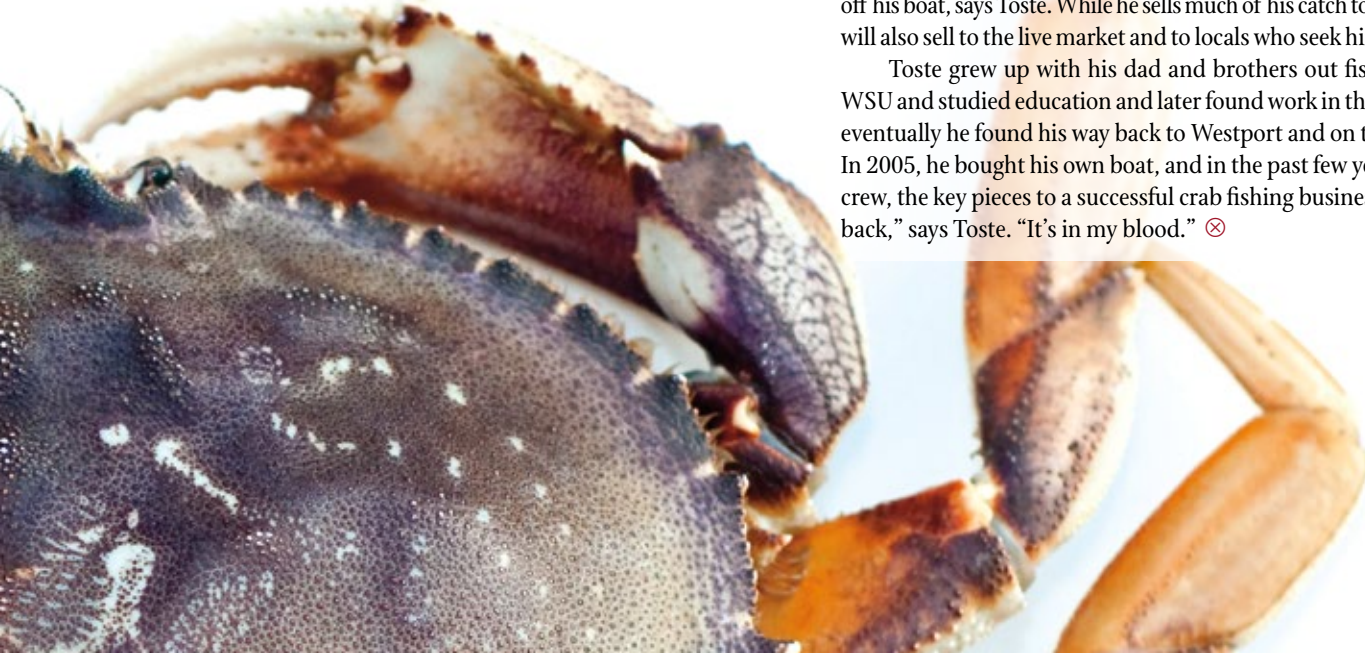 off his boat, says Toste. While he sells much of his catch to
will also sell to the live market and to locals who seek hi
Toste grew up with his dad and brothers out fis
WSU and studied education and later found work in th
eventually he found his way back to Westport and on t
In 2005, he bought his own boat, and in the past few ye
crew, the key pieces to a successful crab fishing busine
back,” says Toste. “It’s in my blood.”